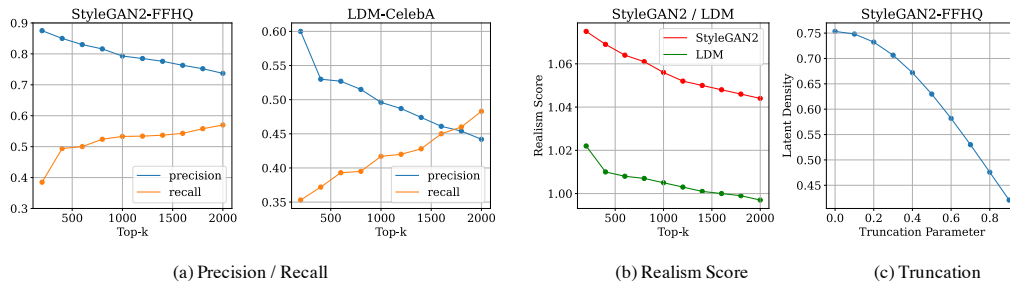 StyleGAN2-FFHQ
0.9
0.8
0.7
0.6
0.5
0.4
0.3
precision
recall
500 1000 1500 2000
Top-k
LDM-CelebA
0.60
0.55
0.50
0.45
0.40
0.35
precision
recall
500 1000 1500 2000
Top-k
(a) Precision / Recall
StyleGAN2 / LDM
Realism Score
1.06
1.04
1.02
1.00
StyleGAN2
LDM
500 1000 1500 2000
Top-k
(b) Realism Score
StyleGAN2-FFHQ
Latent Density
0.75
0.70
0.65
0.60
0.55
0.50
0.45
0.0 0.2 0.4 0.6 0.8
Truncation Parameter
(c) Truncation